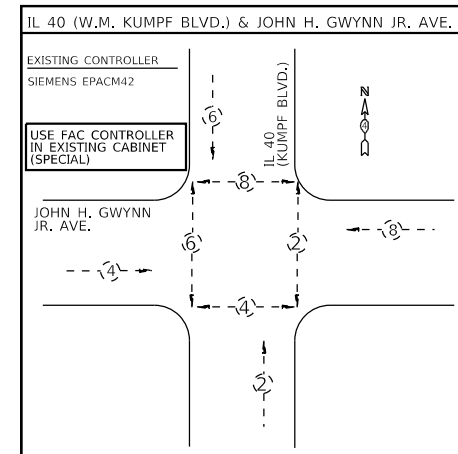 IL 40 (W.M. KUMPF BLVD.) & JOHN H. GWYNN JR. AVE.
EXISTING CONTROLLER
SIEMENS EPACM42
USE FAC CONTROLLER
IN EXISTING CABINET
(SPECIAL)
6
IL 40
(KUMPF BLVD.)
N
4
8
JOHN H. GWYNN
JR. AVE.
6
2
8
4
4
2